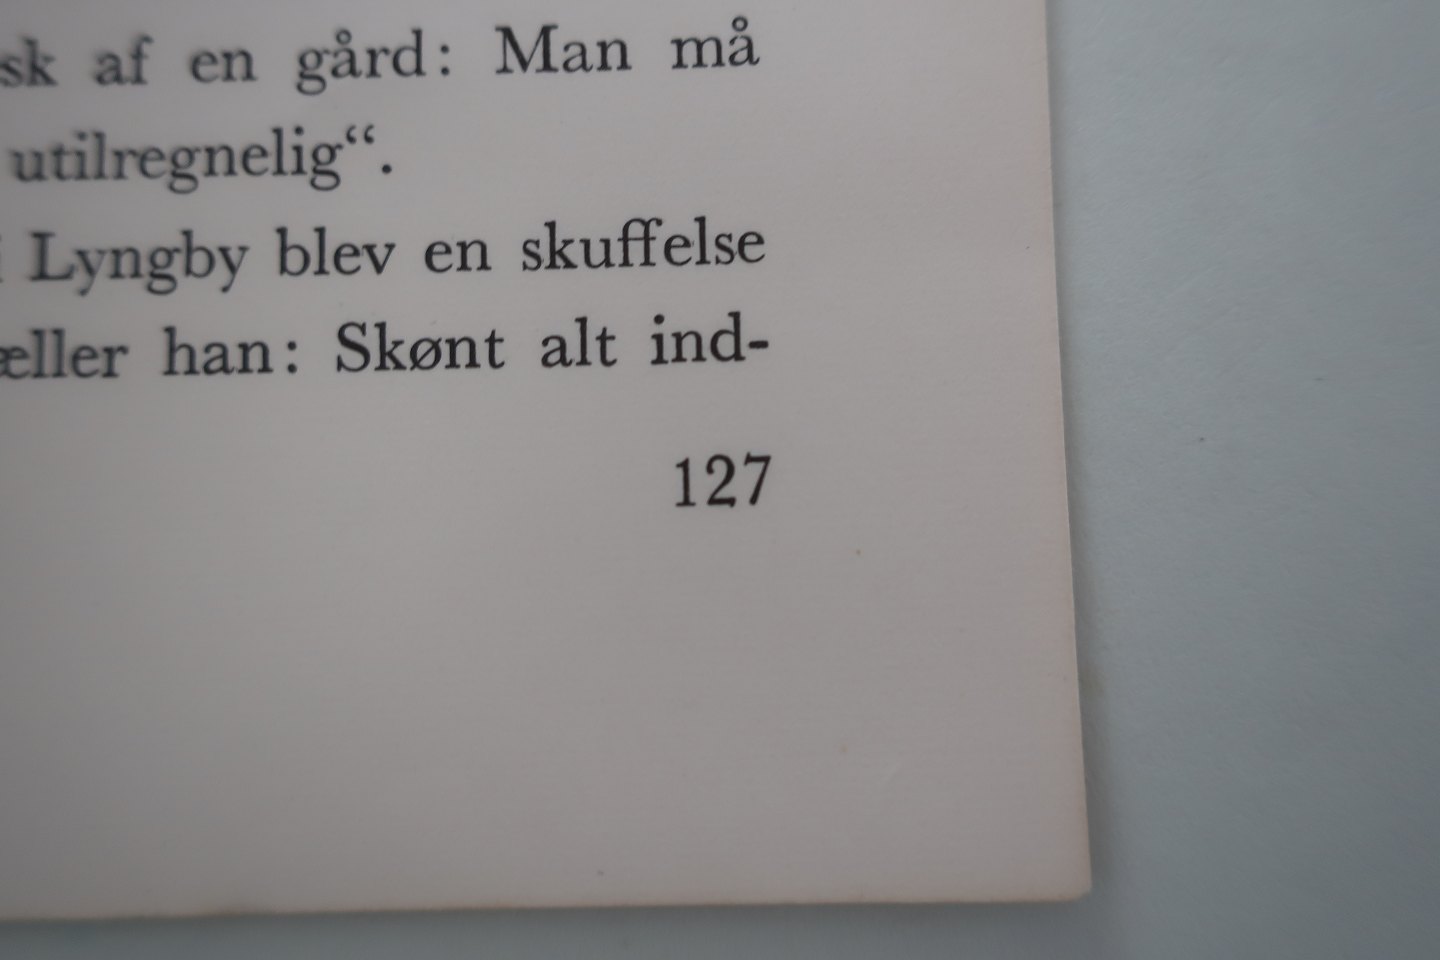 sk af en gård: Man må
utilregnelig“.
i Lyngby blev en skuffelse
æller han: Skønt alt ind-
127